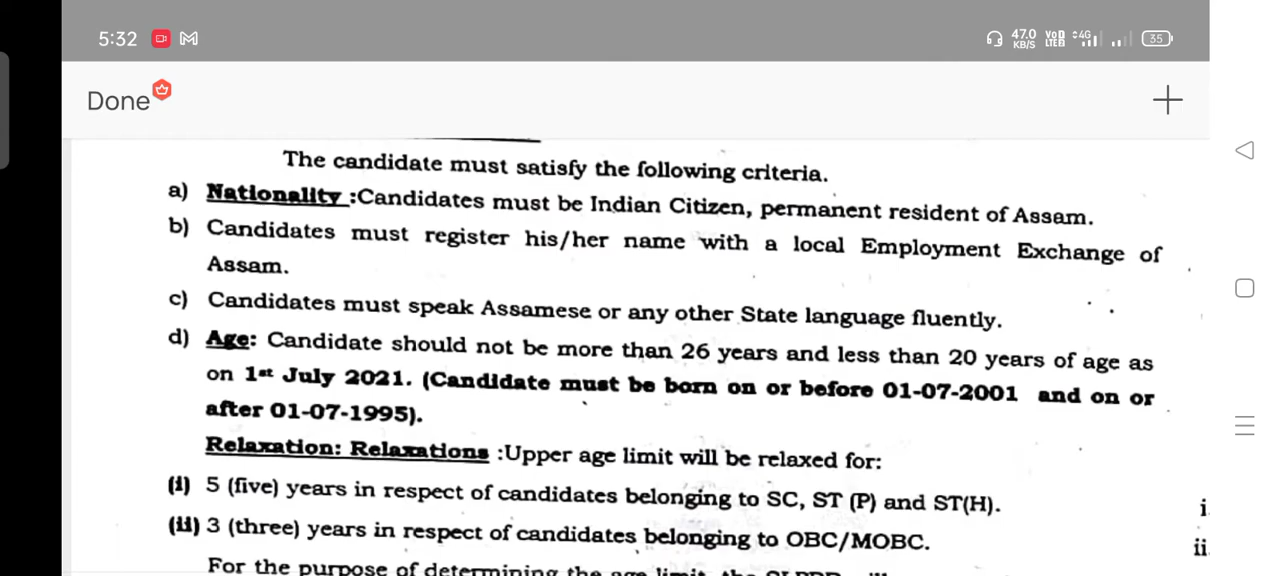 5:32
47.0 KB/S
VoD LTE2
4G
35
Done
The candidate must satisfy the following criteria.
a) Nationality :Candidates must be Indian Citizen, permanent resident of Assam.
b) Candidates must register his/her name with a local Employment Exchange of
Assam.
c) Candidates must speak Assamese or any other State language fluently.
d) Age: Candidate should not be more than 26 years and less than 20 years of age as
on 1st July 2021. (Candidate must be born on or before 01-07-2001 and on or
after 01-07-1995).
Relaxation: Relaxations :Upper age limit will be relaxed for:
(i) 5 (five) years in respect of candidates belonging to SC, ST (P) and ST(H).
i.
(ii) 3 (three) years in respect of candidates belonging to OBC/MOBC.
ii
For the purpose of determining the age limit, the